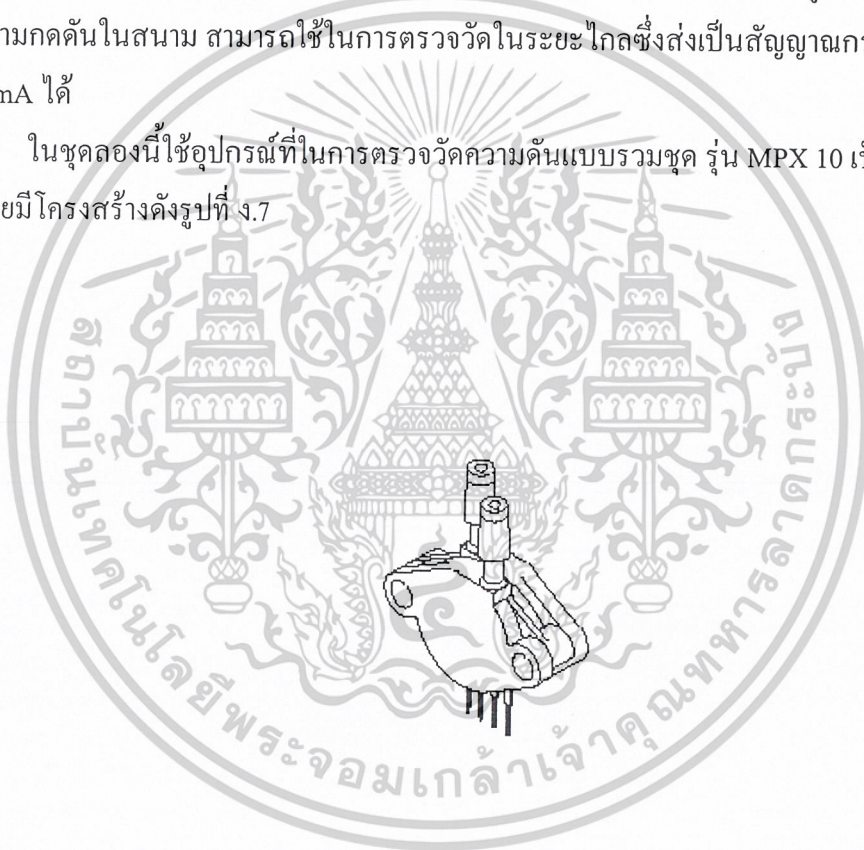 ามกดดันในสนาม สามารถใช้ในการตรวจวัดในระยะไกลซึ่งส่งเป็นสัญญาณกร
mA ได้
ในชุดลองนี้ใช้อุปกรณ์ที่ในการตรวจวัดความดันแบบรวมชุด รุ่น MPX 10 เ
ยมีโครงสร้างดังรูปที่ ง.7
สถาบันเทคโนโลยีพระจอมเกล้าเจ้าคุณทหารลาดกระบัง